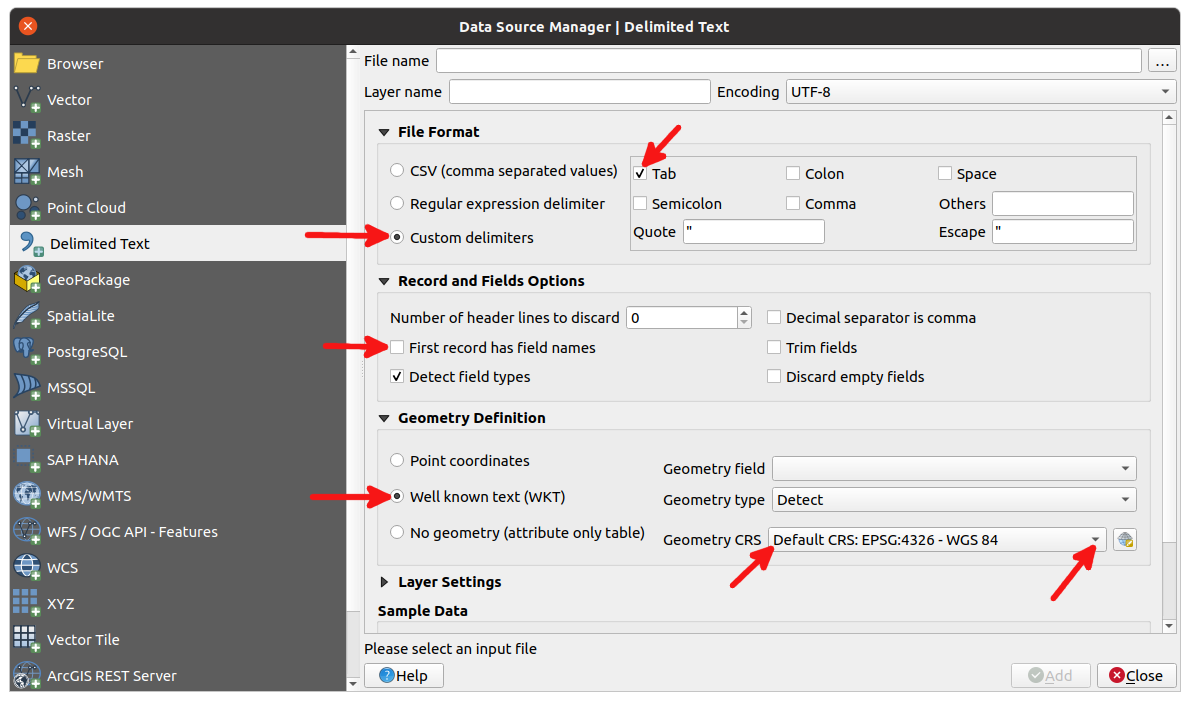 Data Source Manager | Delimited Text
Browser
Vector
Raster
Mesh
Point Cloud
Delimited Text
GeoPackage
SpatiaLite
PostgreSQL
MSSQL
Virtual Layer
SAP HANA
WMS/WMTS
WFS / OGC API - Features
WCS
XYZ
Vector Tile
ArcGIS REST Server
File name ...
Layer name Encoding UTF-8
File Format
CSV (comma separated values) Tab Colon Space
Regular expression delimiter Semicolon Comma Others
Custom delimiters Quote " Escape "
Record and Fields Options
Number of header lines to discard 0 Decimal separator is comma
First record has field names Trim fields
Detect field types Discard empty fields
Geometry Definition
Point coordinates Geometry field
Well known text (WKT) Geometry type Detect
No geometry (attribute only table) Geometry CRS Default CRS: EPSG:4326 - WGS 84
Layer Settings
Sample Data
Please select an input file
Help Add Close